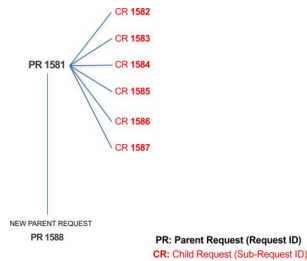 CR 1582
CR 1583
PR 1581
CR 1584
CR 1585
CR 1586
CR 1587
NEW PARENT REQUEST
PR 1588
PR: Parent Request (Request ID)
CR: Child Request (Sub-Request ID)